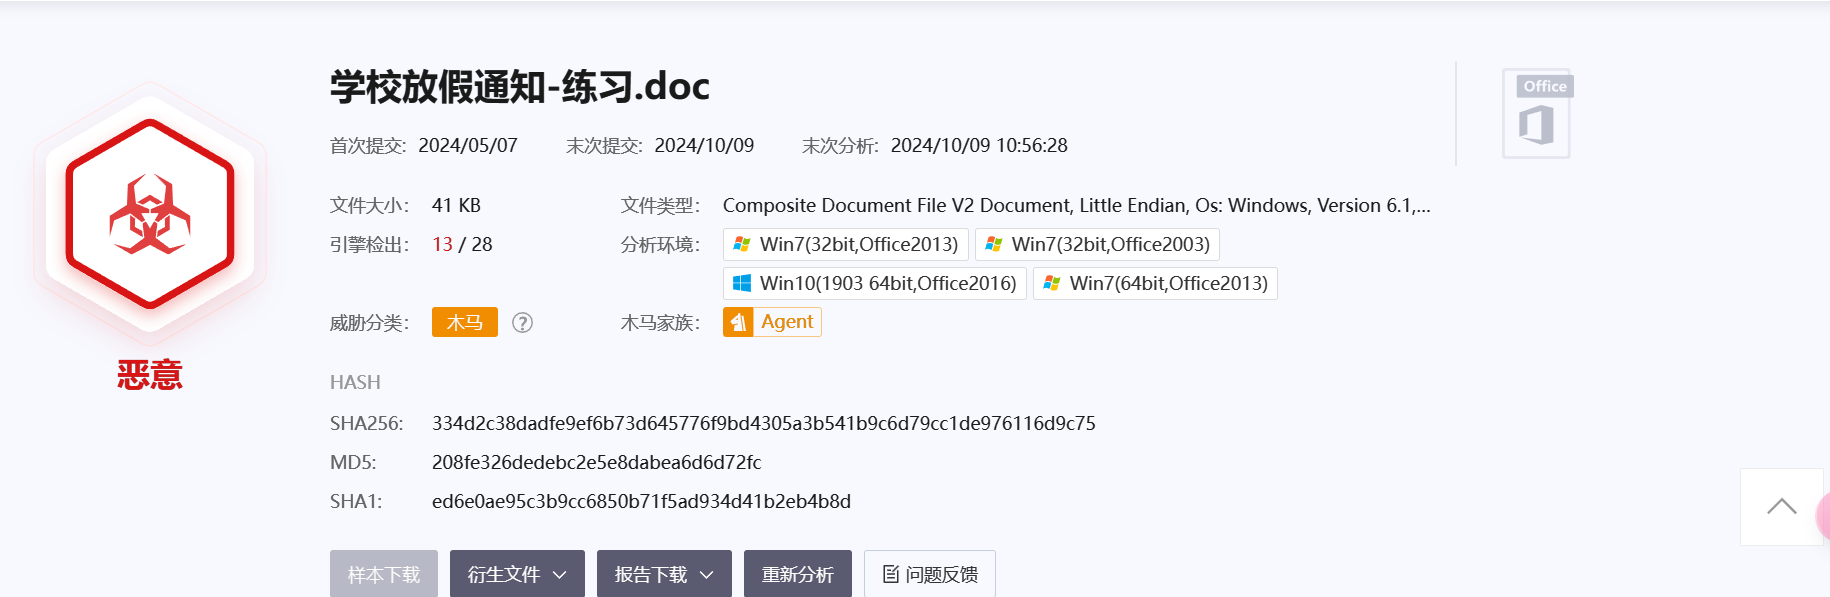 学校放假通知-练习.doc
Office
首次提交: 2024/05/07 末次提交: 2024/10/09 末次分析: 2024/10/09 10:56:28
文件大小: 41 KB 文件类型: Composite Document File V2 Document, Little Endian, Os: Windows, Version 6.1,...
引擎检出: 13 / 28 分析环境: Win7(32bit,Office2013) Win7(32bit,Office2003)
Win10(1903 64bit,Office2016) Win7(64bit,Office2013)
威胁分类: 木马 ? 木马家族: Agent
恶意
HASH
SHA256: 334d2c38dadfe9ef6b73d645776f9bd4305a3b541b9c6d79cc1de976116d9c75
MD5: 208fe326dedebc2e5e8dabea6d6d72fc
SHA1: ed6e0ae95c3b9cc6850b71f5ad934d41b2eb4b8d
样本下载 衍生文件 报告下载 重新分析 问题反馈